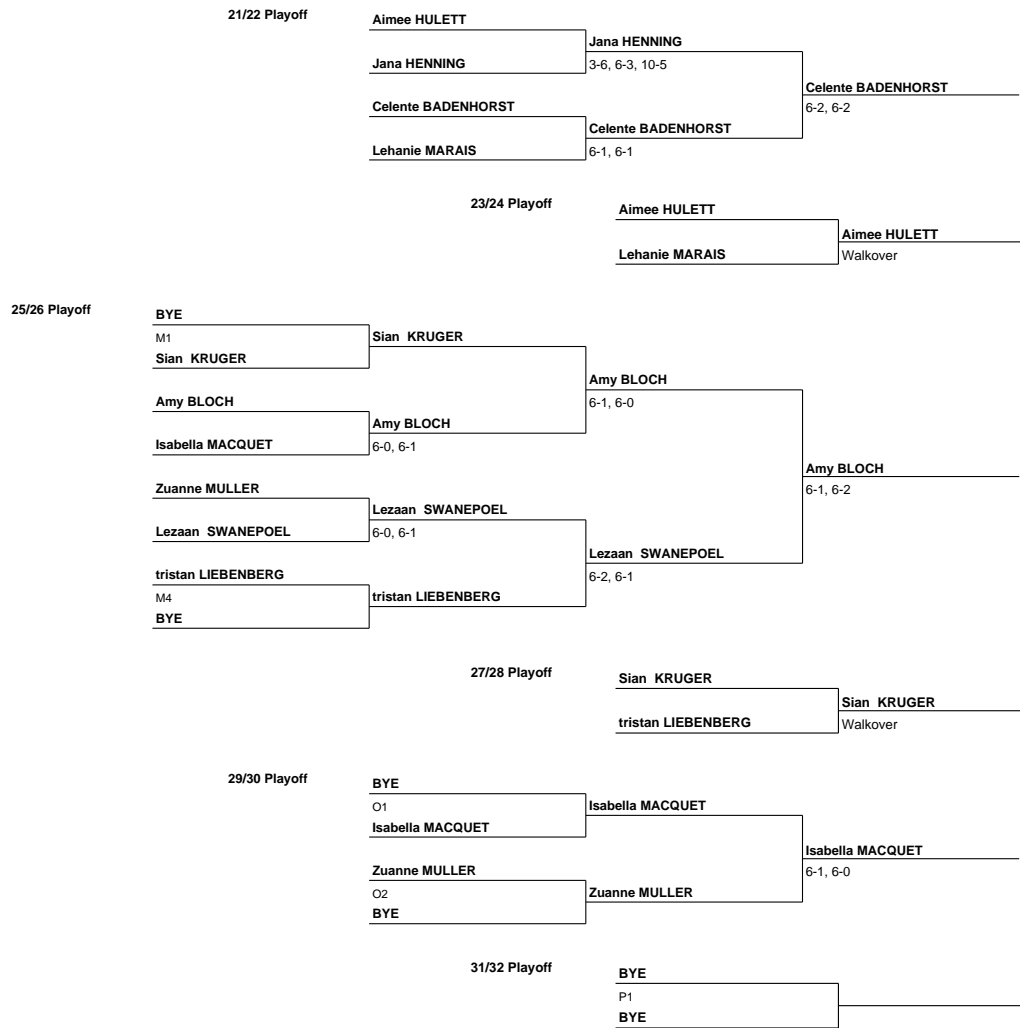 21/22 Playoff
Aimee HULETT
Jana HENNING
Jana HENNING
3-6, 6-3, 10-5
Celente BADENHORST
6-2, 6-2
Celente BADENHORST
Celente BADENHORST
Lehanie MARAIS
6-1, 6-1
23/24 Playoff
Aimee HULETT
Aimee HULETT
Lehanie MARAIS
Walkover
25/26 Playoff
BYE
M1
Sian KRUGER
Sian KRUGER
Amy BLOCH
6-1, 6-0
Amy BLOCH
Amy BLOCH
Isabella MACQUET
6-0, 6-1
Amy BLOCH
6-1, 6-2
Zuanne MULLER
Lezaan SWANEPOEL
Lezaan SWANEPOEL
6-0, 6-1
Lezaan SWANEPOEL
6-2, 6-1
tristan LIEBENBERG
M4
tristan LIEBENBERG
BYE
27/28 Playoff
Sian KRUGER
Sian KRUGER
tristan LIEBENBERG
Walkover
29/30 Playoff
BYE
O1
Isabella MACQUET
Isabella MACQUET
Isabella MACQUET
6-1, 6-0
Zuanne MULLER
O2
Zuanne MULLER
BYE
31/32 Playoff
BYE
P1
BYE